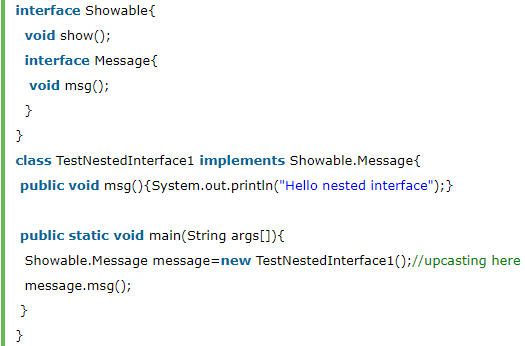 interface Showable{
void show();
interface Message{
void msg();
}
}
class TestNestedInterface1 implements Showable.Message{
public void msg(){System.out.println("Hello nested interface");}
public static void main(String args[]){
Showable.Message message=new TestNestedInterface1();//upcasting here
message.msg();
}
}